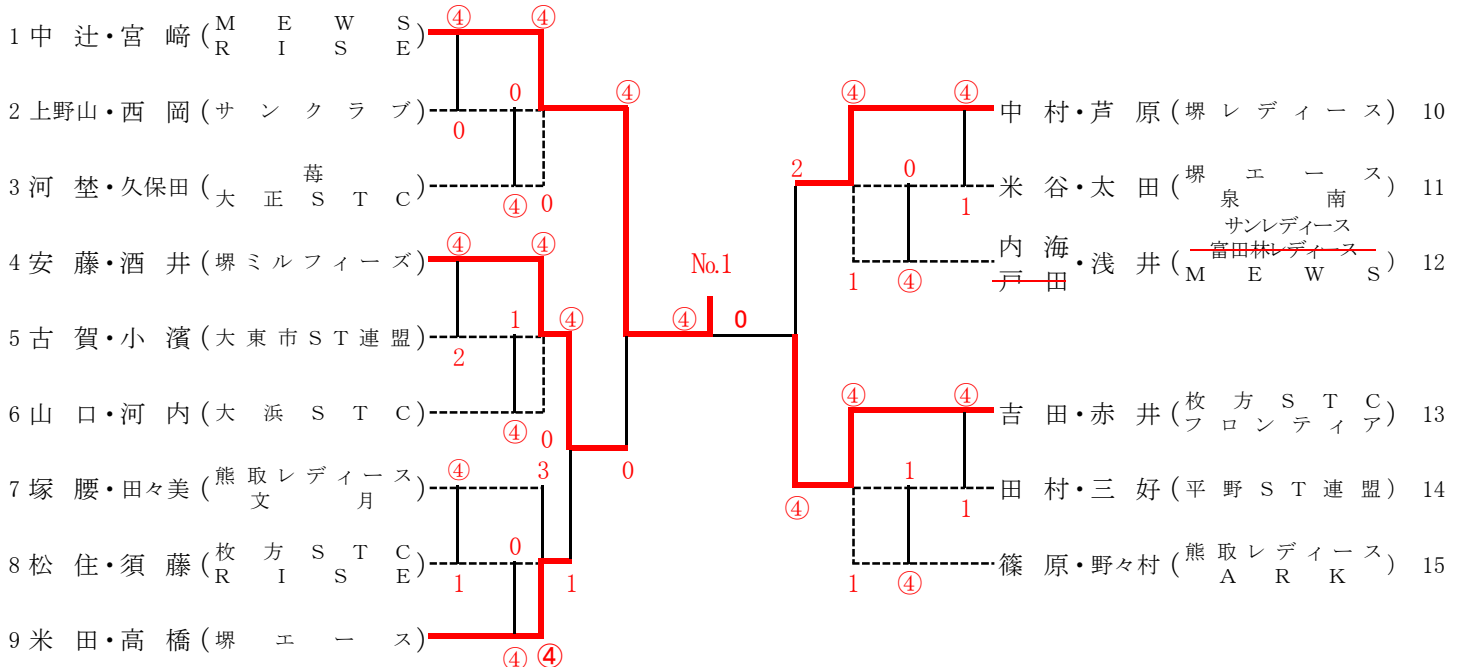 ④ ④
1 中 辻・宮 﨑 (M E W S
R I S E)
0 ④
2 上野山・西 岡 (サ ン ク ラ ブ)
0
3 河 埜・久保田 (苺
大 正 S T C)
④ 0
④ ④
4 安 藤・酒 井 (堺ミルフィーズ)
1 ④
5 古 賀・小 濱 (大東市ST連盟)
2
6 山 口・河 内 (大 浜 S T C)
④ 0
④ 3 0
7 塚 腰・田々美 (熊取レディース
文 月)
0
8 松 住・須 藤 (枚 方 S T C
R I S E)
1 1
9 米 田・高 橋 (堺 エ ー ス)
④ ④
No.1
④ 0
④ ④
中 村・芦 原 (堺レディース) 10
2 0
米 谷・太 田 (堺 エ ー ス
泉 南) 11
1
サンレディース
内 海
戸 田・浅 井 (富田林レディース
M E W S) 12
1 ④
④ ④
吉 田・赤 井 (枚 方 S T C
フロンティア) 13
1
田 村・三 好 (平野ST連盟) 14
④ 1
篠 原・野々村 (熊取レディース
A R K) 15
1 ④